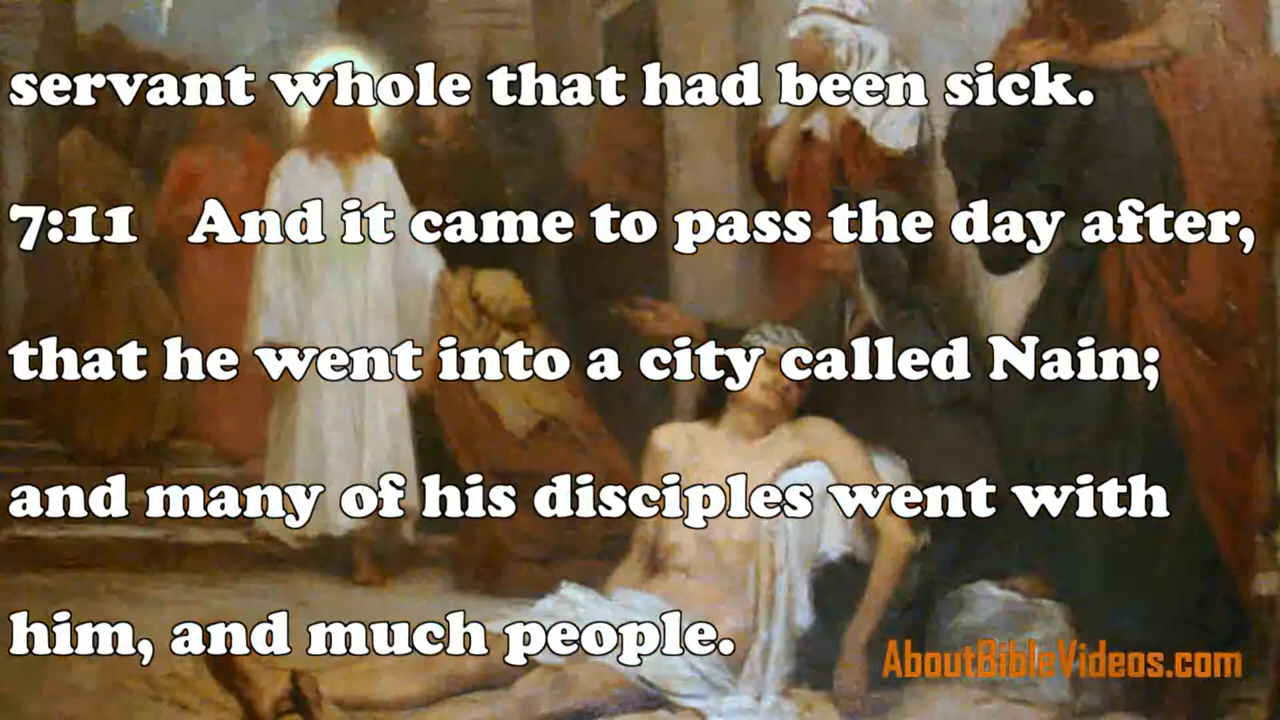 servant whole that had been sick.
7:11 And it came to pass the day after,
that he went into a city called Nain;
and many of his disciples went with
him, and much people.
AboutBibleVideos.com